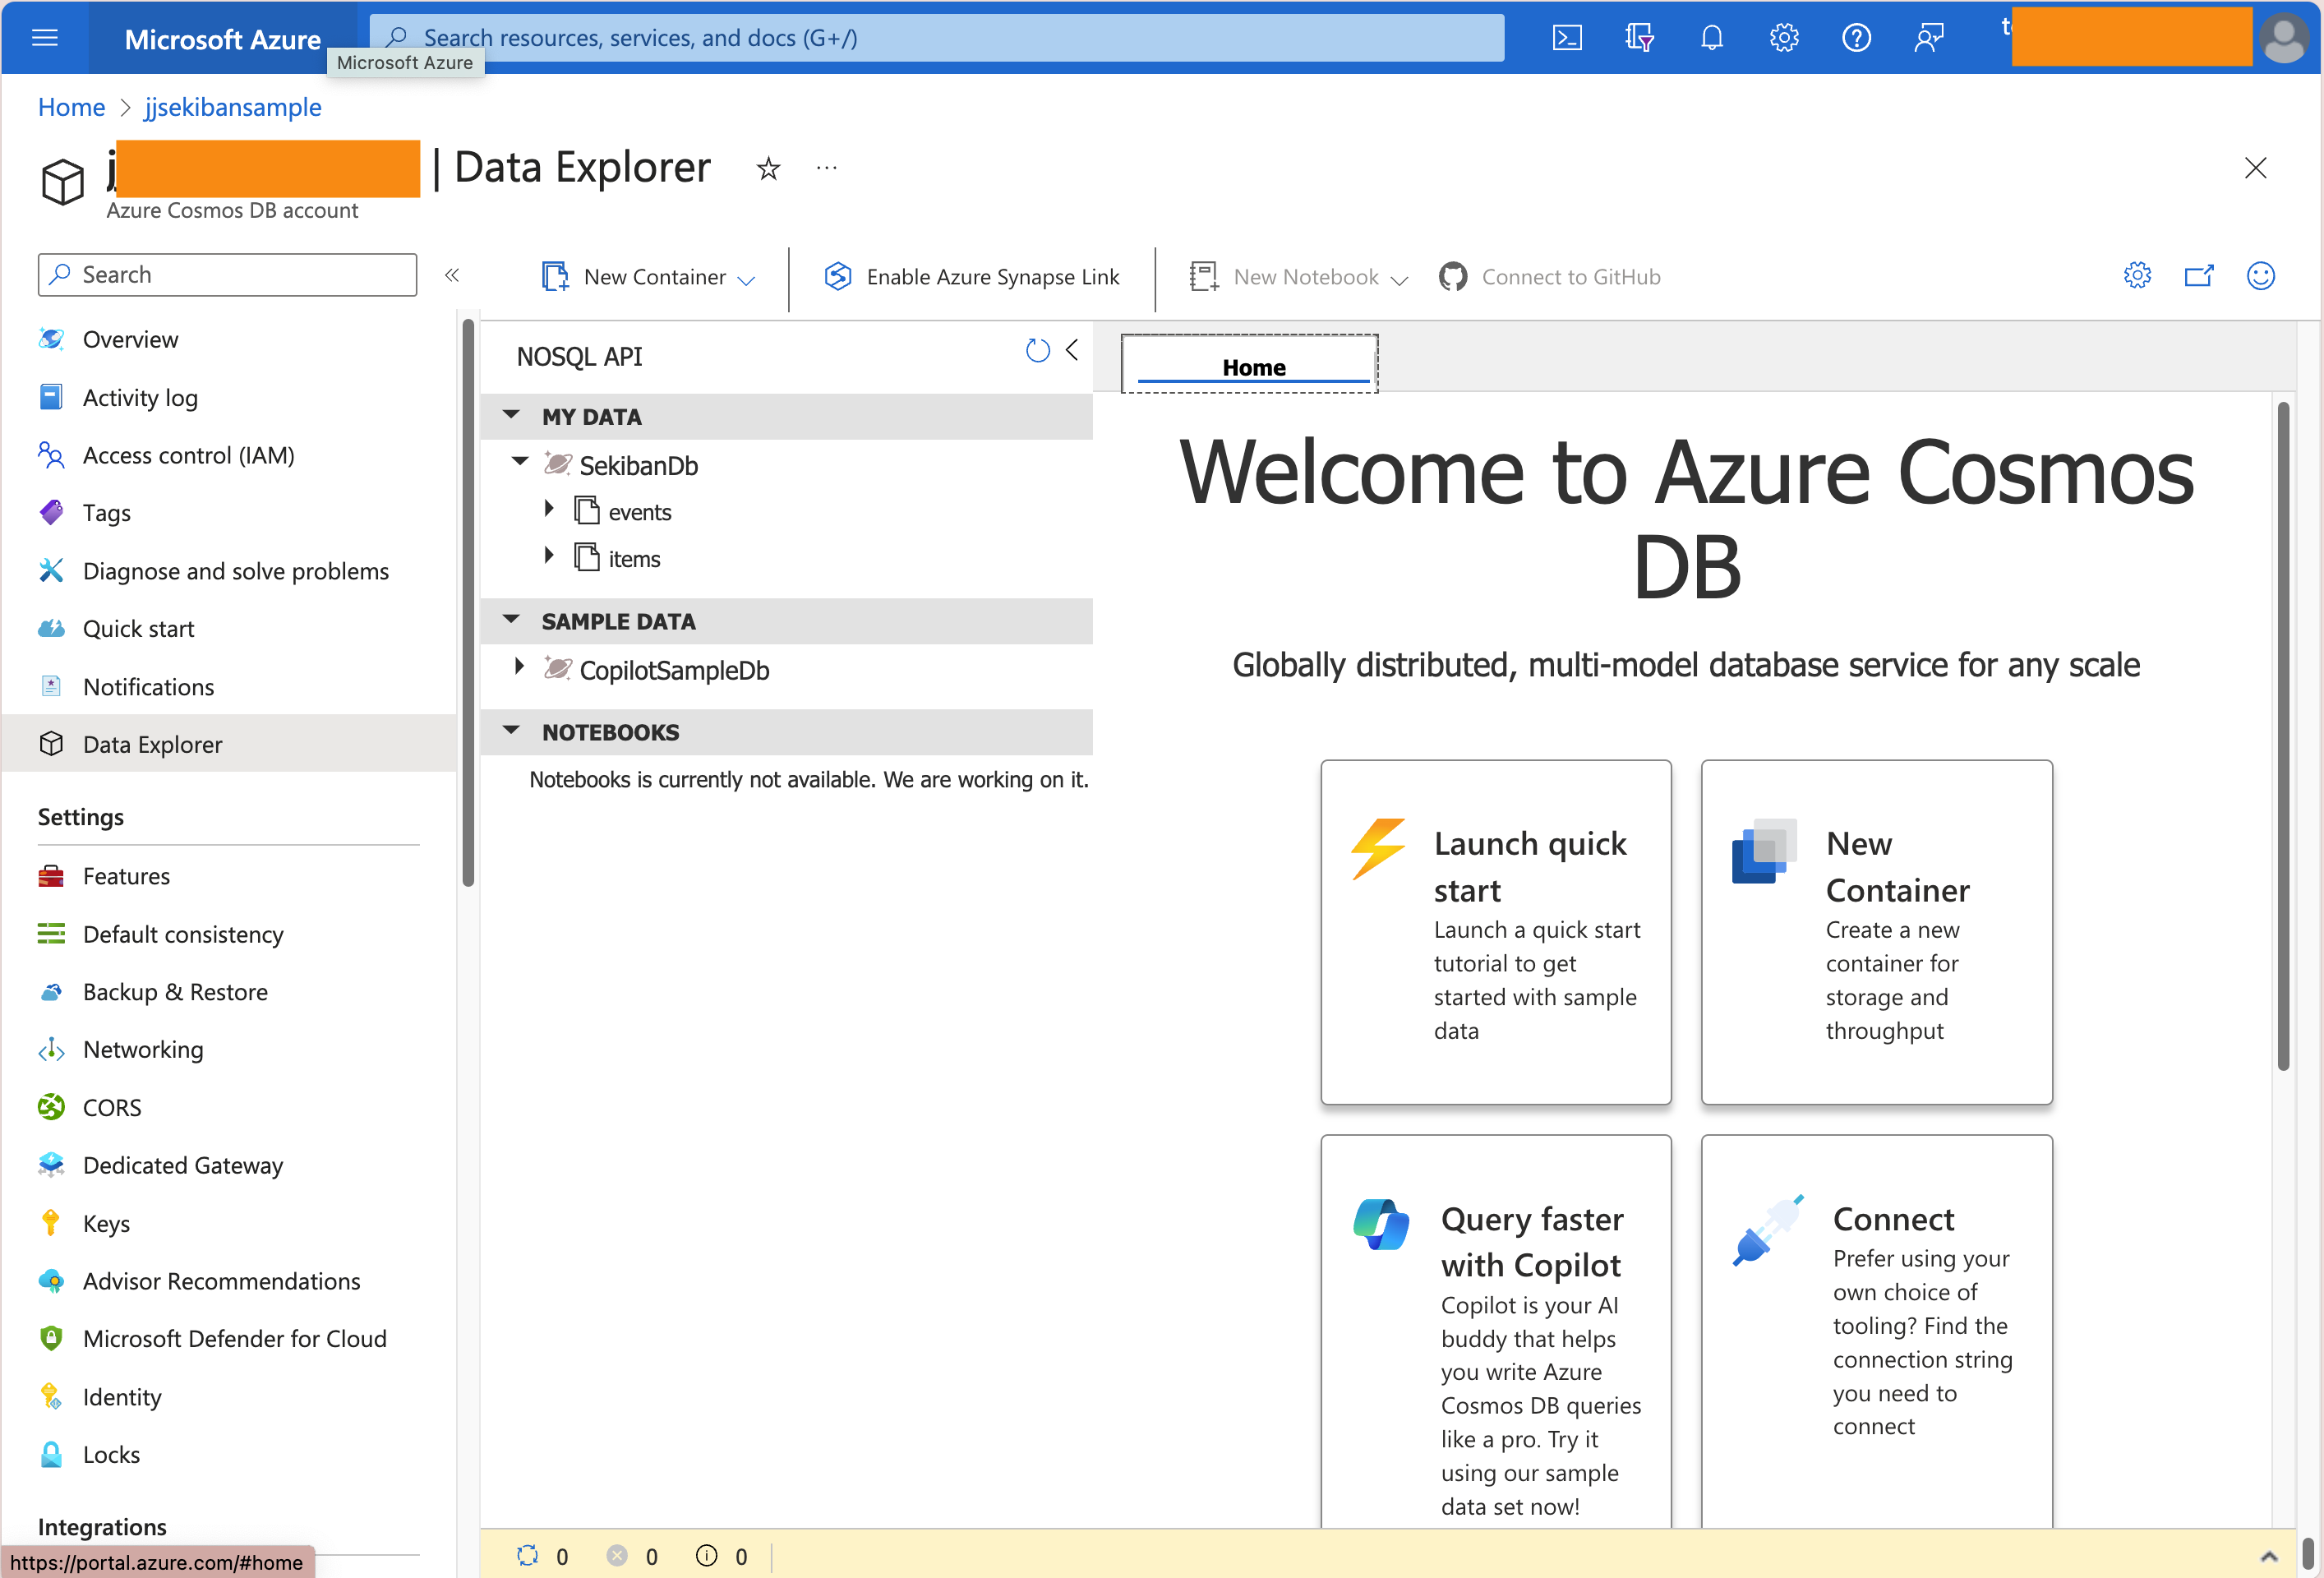 Microsoft Azure
Search resources, services, and docs (G+/)
Microsoft Azure
Home > jjsekibansample
| Data Explorer
Azure Cosmos DB account
Search
Overview
Activity log
Access control (IAM)
Tags
Diagnose and solve problems
Quick start
Notifications
Data Explorer
Settings
Features
Default consistency
Backup & Restore
Networking
CORS
Dedicated Gateway
Keys
Advisor Recommendations
Microsoft Defender for Cloud
Identity
Locks
Integrations
https://portal.azure.com/#home
New Container
Enable Azure Synapse Link
New Notebook
Connect to GitHub
NOSQL API
MY DATA
SekibanDb
events
items
SAMPLE DATA
CopilotSampleDb
NOTEBOOKS
Notebooks is currently not available. We are working on it.
Home
Welcome to Azure Cosmos
DB
Globally distributed, multi-model database service for any scale
Launch quick
start
Launch a quick start
tutorial to get
started with sample
data
New
Container
Create a new
container for
storage and
throughput
Query faster
with Copilot
Copilot is your AI
buddy that helps
you write Azure
Cosmos DB queries
like a pro. Try it
using our sample
data set now!
Connect
Prefer using your
own choice of
tooling? Find the
connection string
you need to
connect
0 0 0